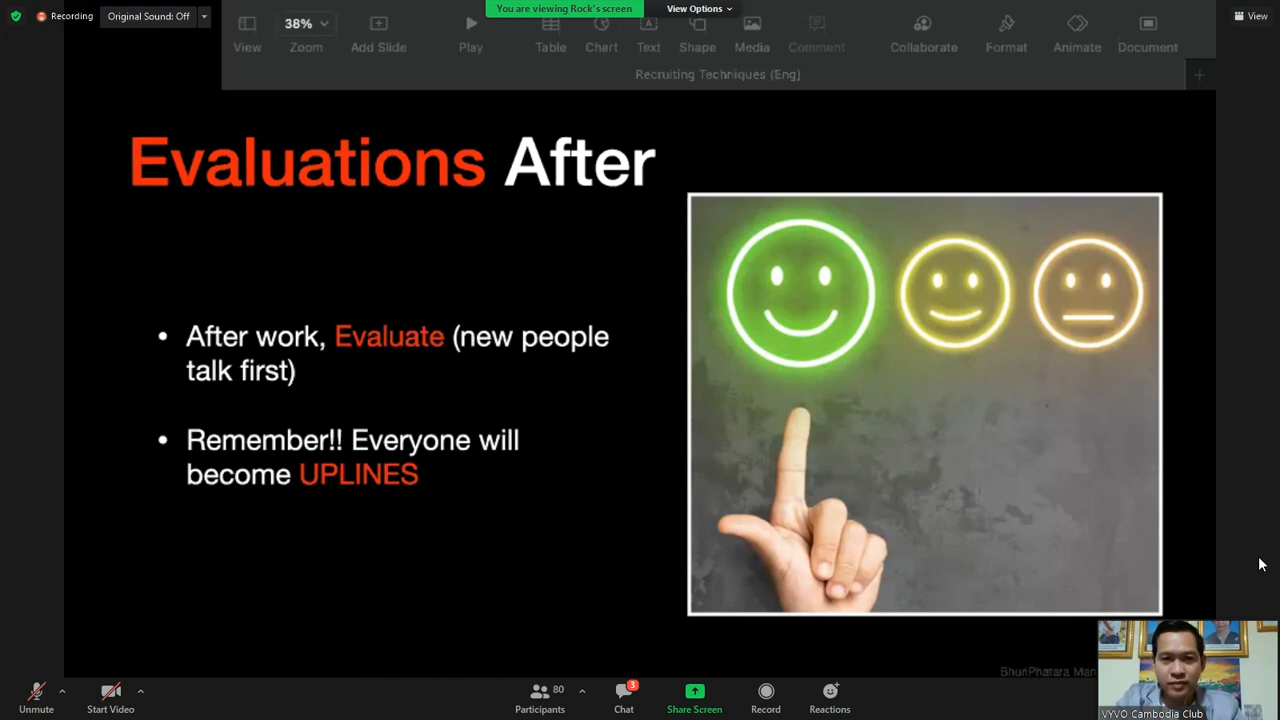 Recording
Original Sound: Off
You are viewing Rock's screen
View Options
View
38%
View
Zoom
Add Slide
Play
Table
Chart
Text
Shape
Media
Comment
Collaborate
Format
Animate
Document
Recruiting Techniques (Eng)
Evaluations After
• After work, Evaluate (new people
talk first)
• Remember!! Everyone will
become UPLINES
BhuriPhatara Man
VYVO Cambodia Club
Unmute
Start Video
80
Participants
3
Chat
Share Screen
Record
Reactions